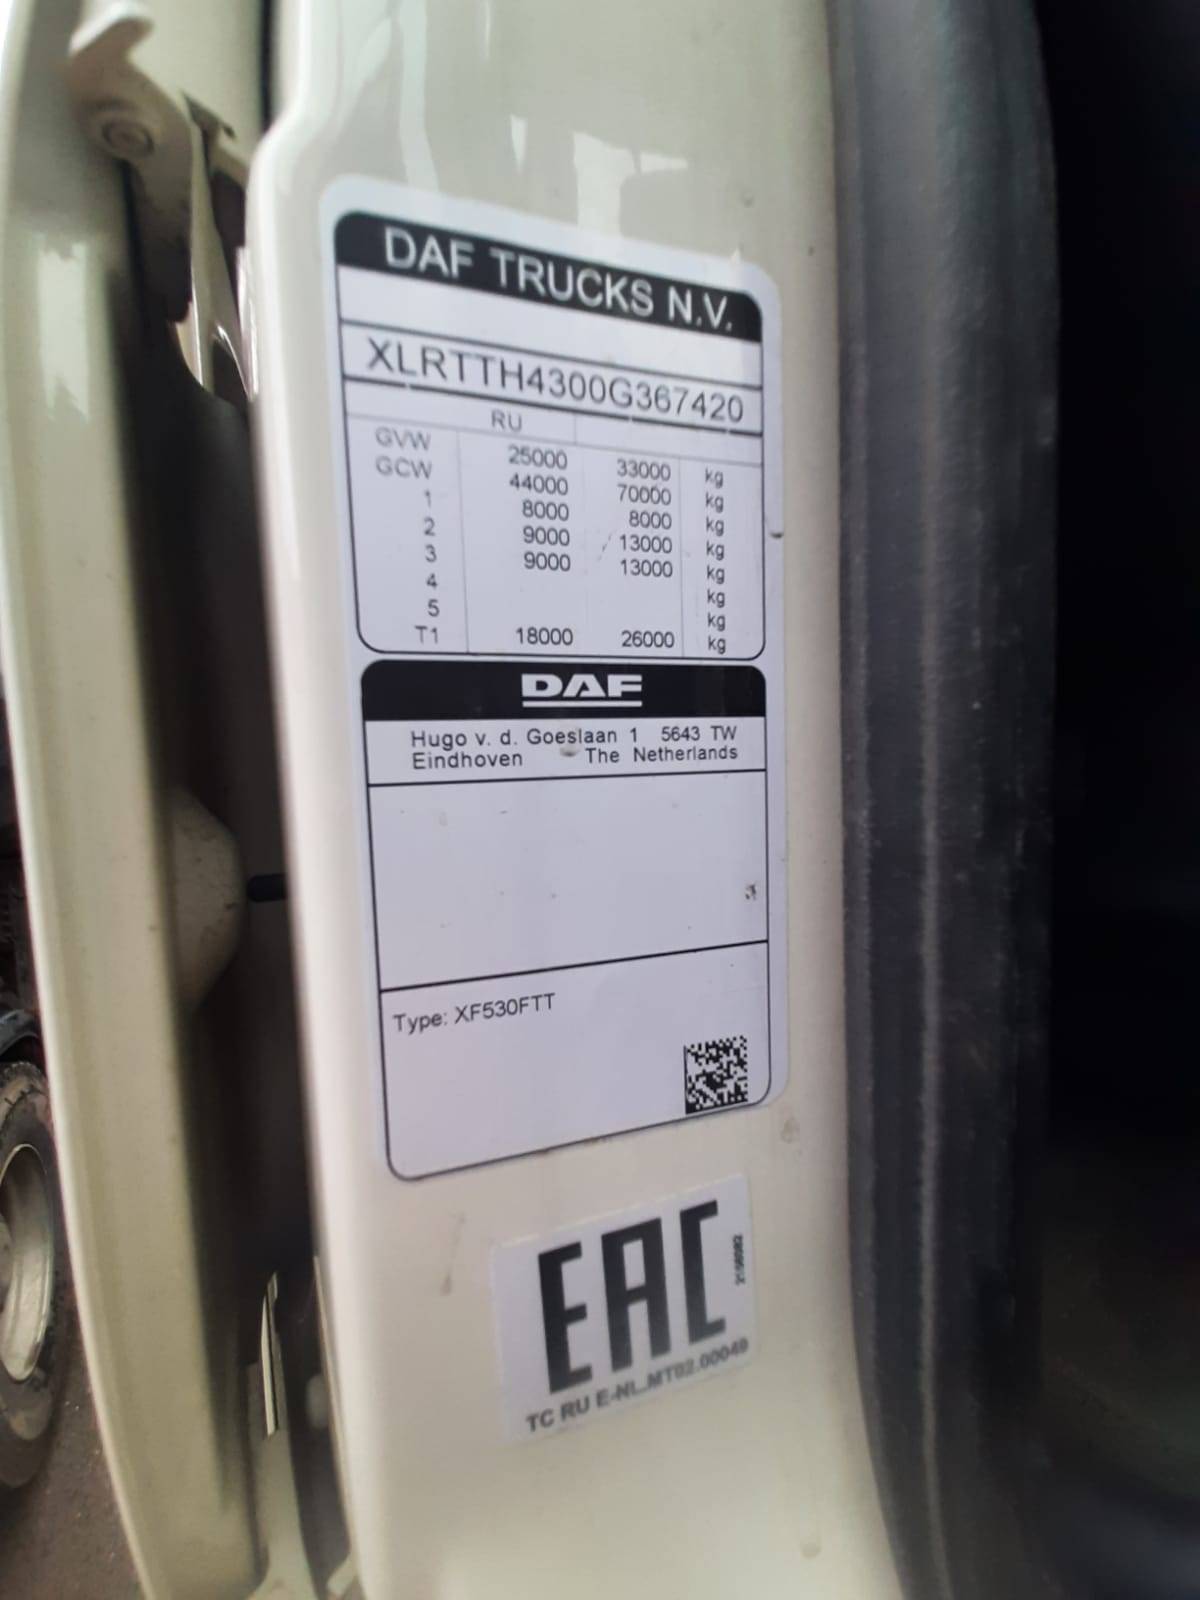 DAF TRUCKS N.V.
XLRTTH4300G367420
RU
GVW 25000 33000 kg
GCW 44000 70000 kg
1 8000 8000 kg
2 9000 13000 kg
3 9000 13000 kg
4 kg
5 kg
T1 18000 26000 kg
DAF
Hugo v. d. Goeslaan 1 5643 TW
Eindhoven The Netherlands
Type: XF530FTT
EAC
TC RU E-NL.MT02.00049